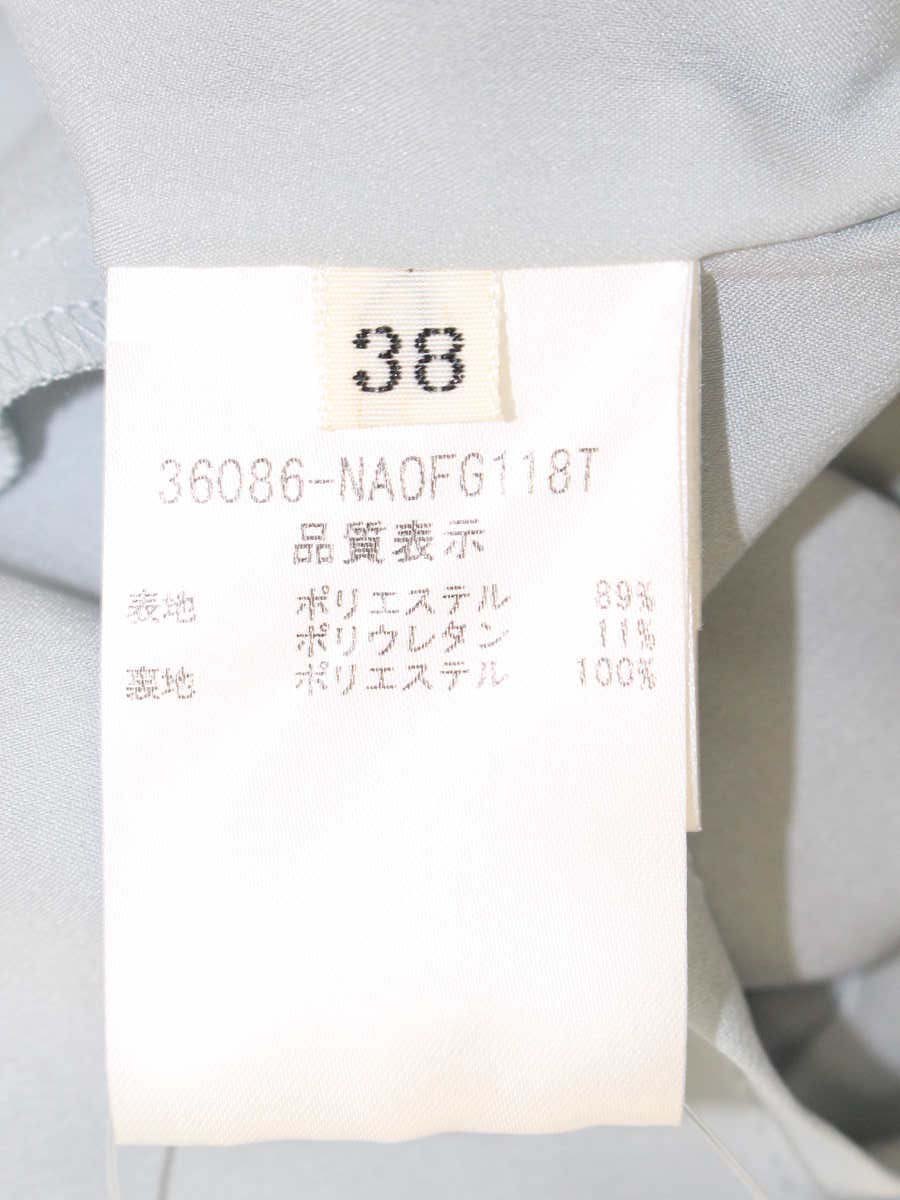 38
36086-NA0FG118T
品質表示
表地 ポリエステル 89%
ポリウレタン 11%
裏地 ポリエステル 100%